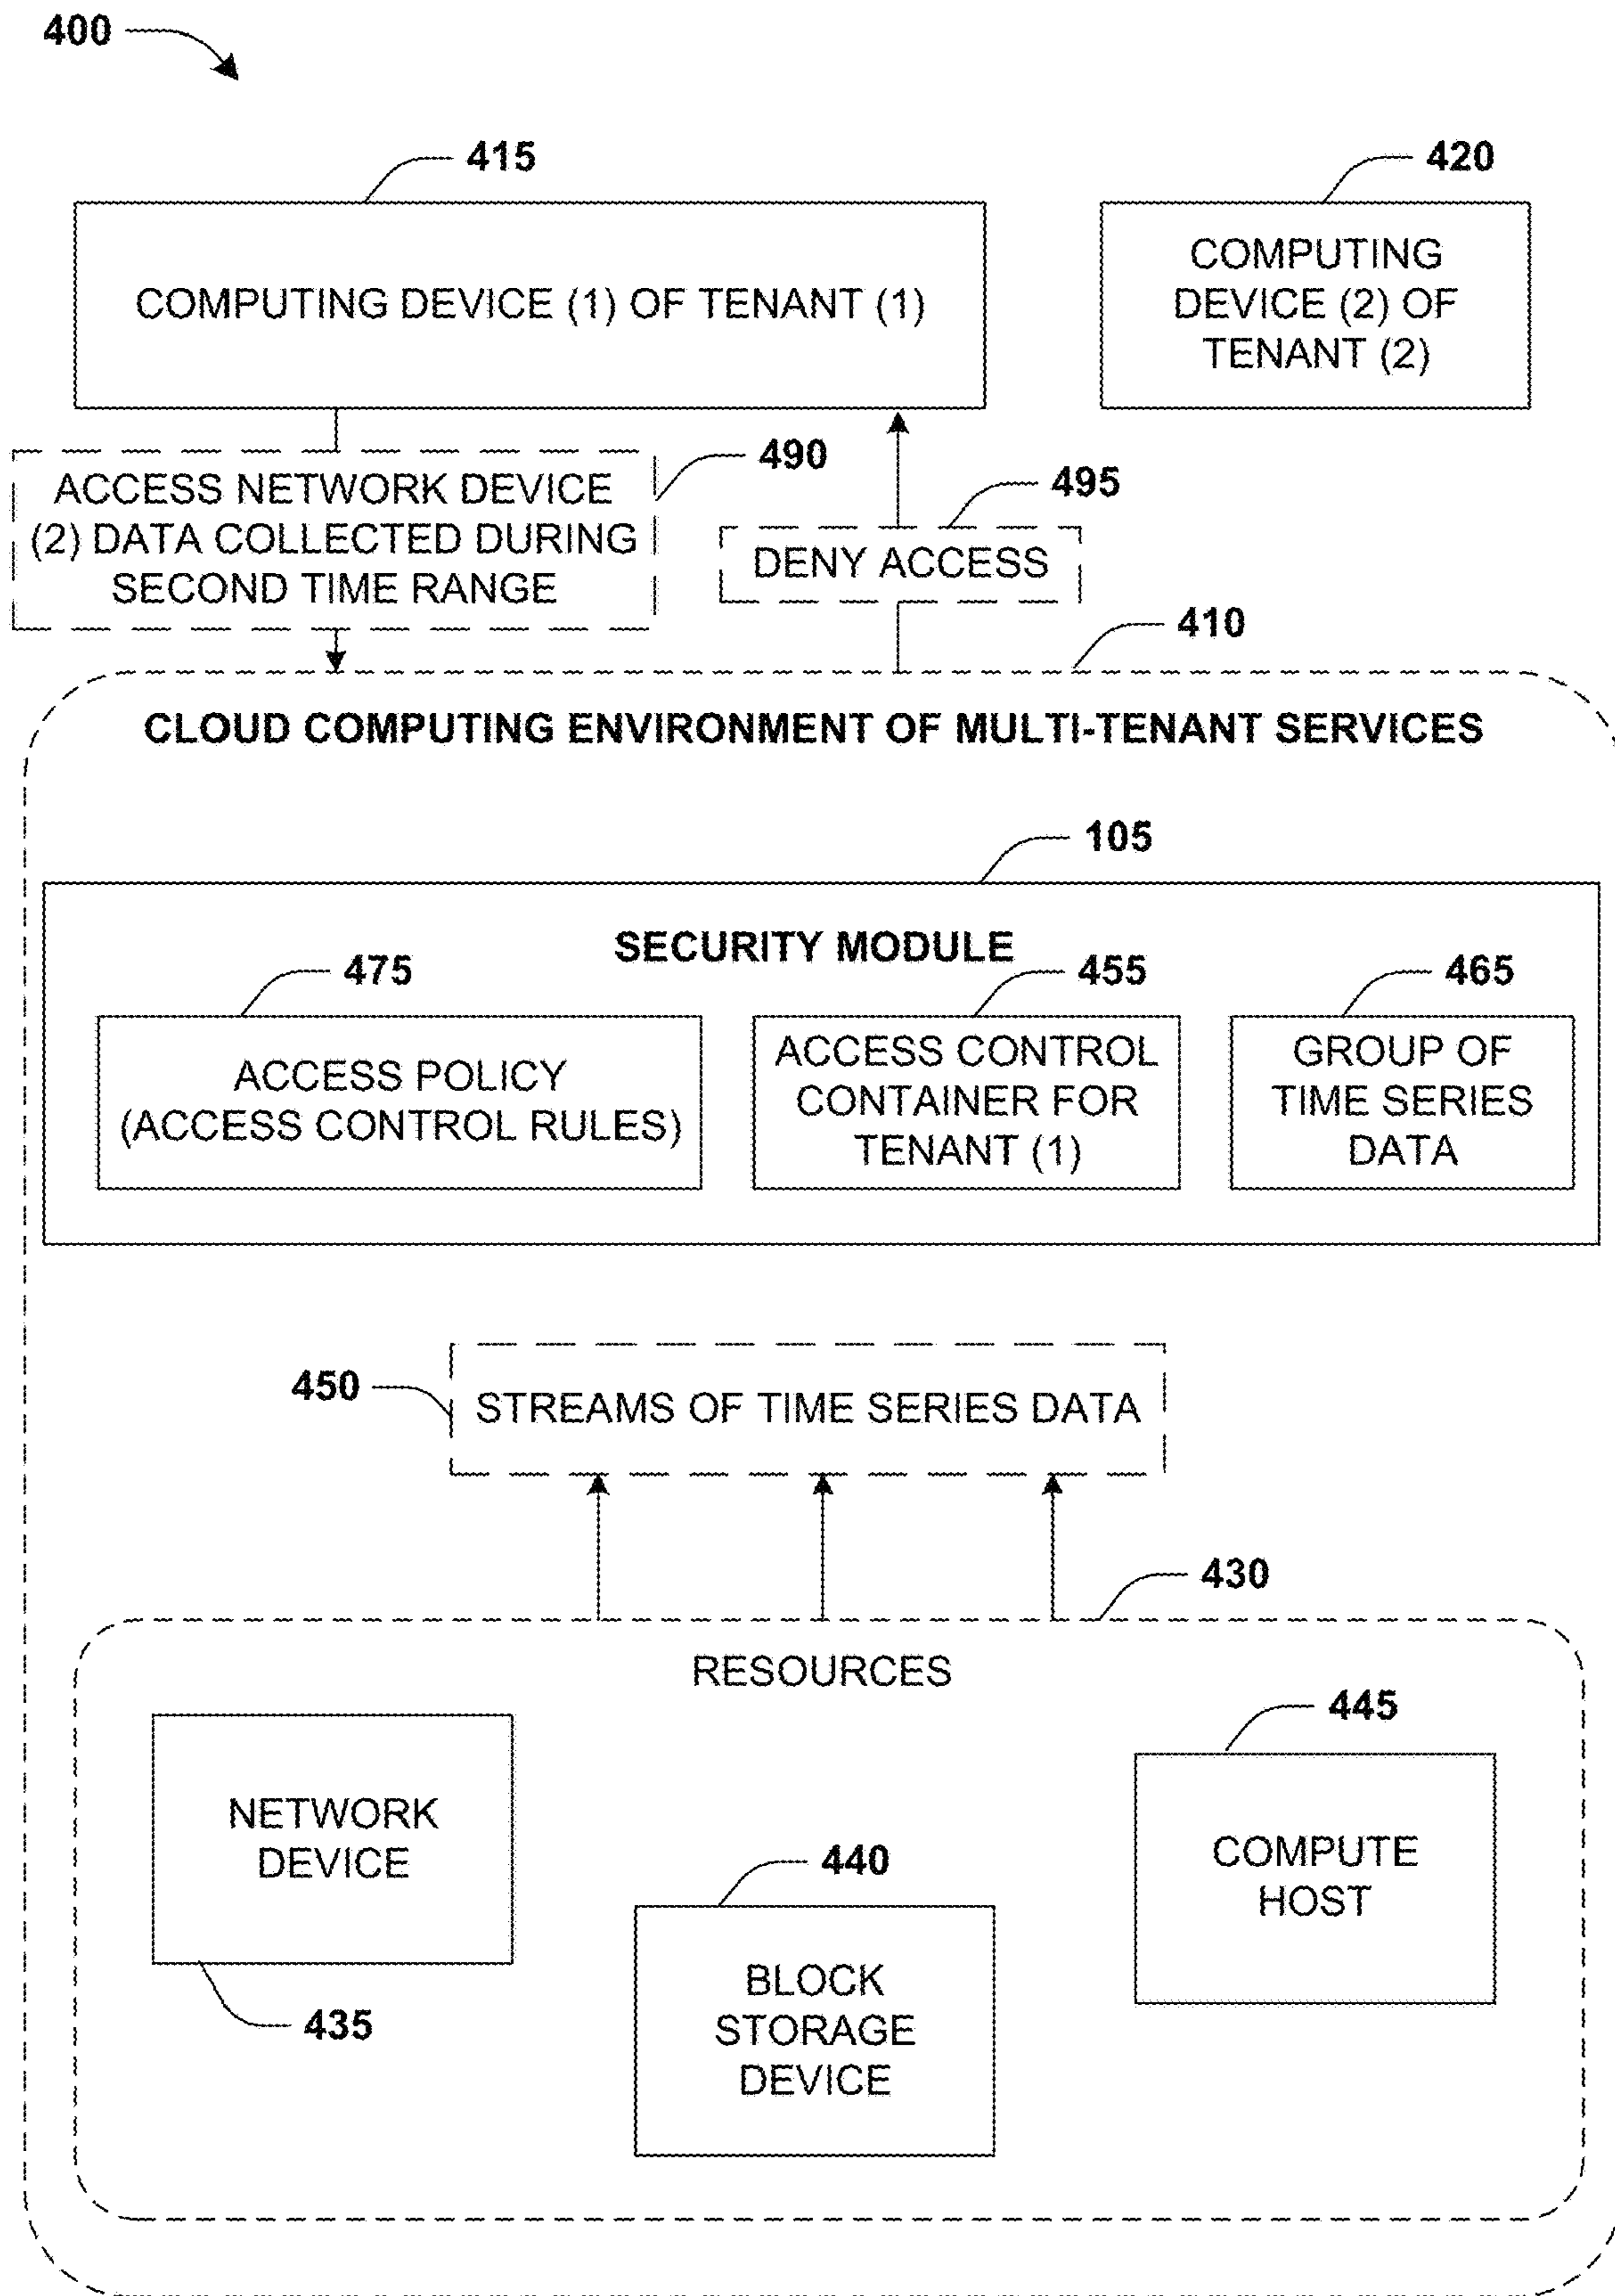 400
415
420
COMPUTING DEVICE (1) OF TENANT (1)
COMPUTING
DEVICE (2) OF
TENANT (2)
490
ACCESS NETWORK DEVICE
(2) DATA COLLECTED DURING
SECOND TIME RANGE
495
DENY ACCESS
410
CLOUD COMPUTING ENVIRONMENT OF MULTI-TENANT SERVICES
105
SECURITY MODULE
475
455
465
ACCESS POLICY
(ACCESS CONTROL RULES)
ACCESS CONTROL
CONTAINER FOR
TENANT (1)
GROUP OF
TIME SERIES
DATA
450
STREAMS OF TIME SERIES DATA
430
RESOURCES
NETWORK
DEVICE
435
440
BLOCK
STORAGE
DEVICE
445
COMPUTE
HOST